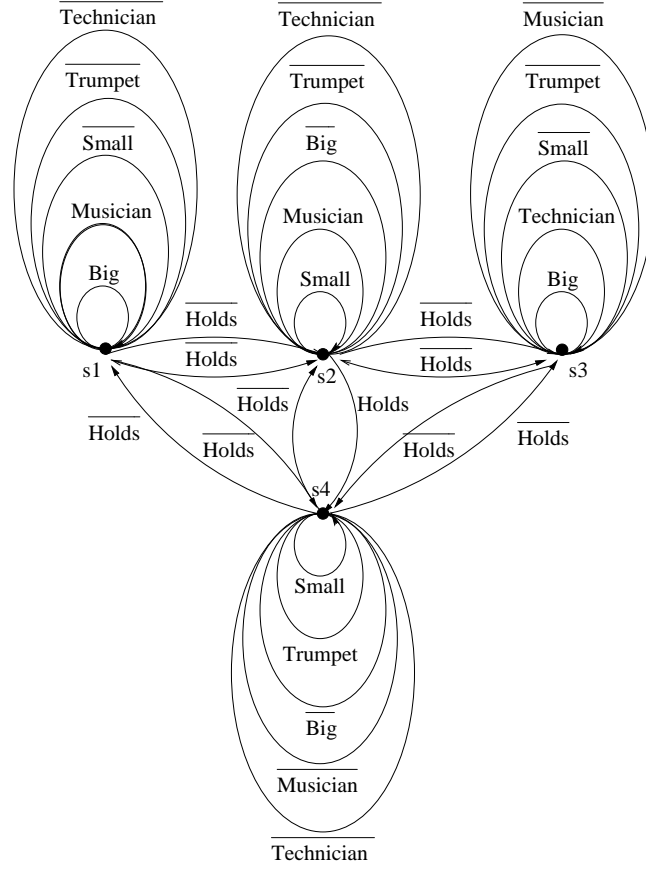 Technician Technician Musician
Trumpet Trumpet Trumpet
Small Big Small
Musician Musician Technician
Big Small Big
Holds Holds
Holds Holds
s1 s2 s3
Holds Holds
Holds Holds Holds Holds
s4
Small
Trumpet
Big
Musician
Technician